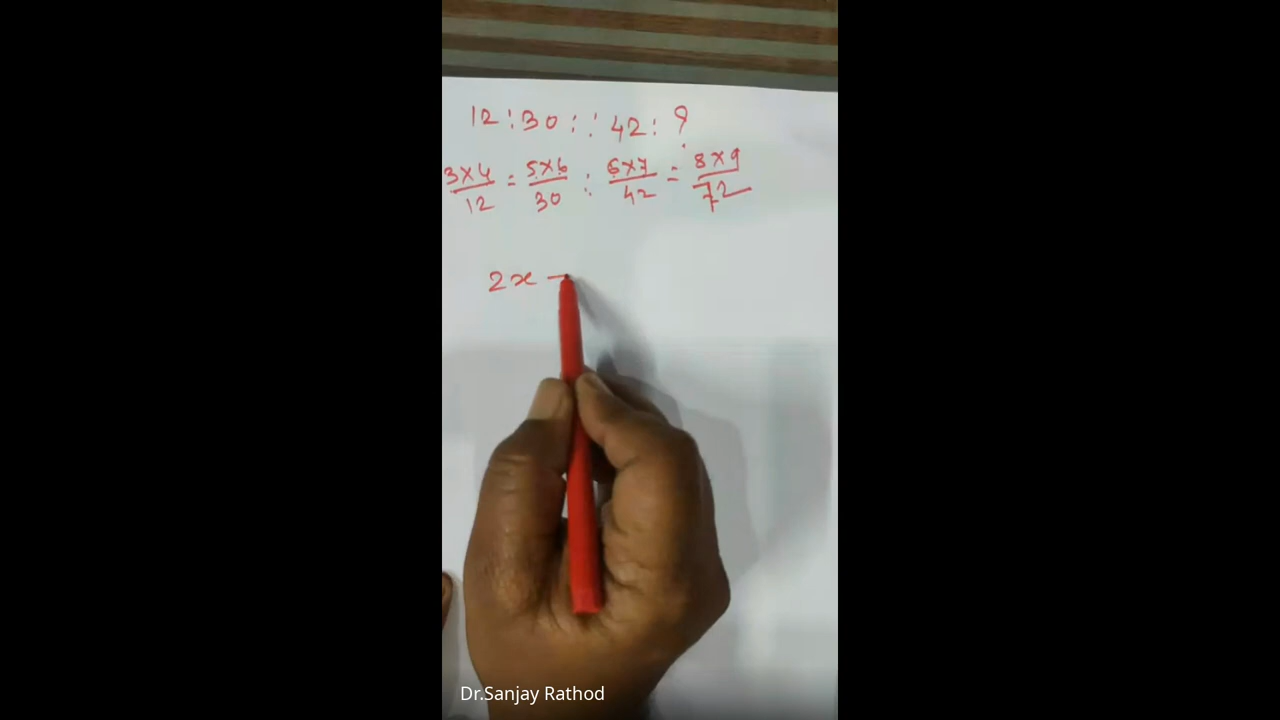 12 : 30 : : 42 : ?
3×4/12 = 5×6/30 : 6×7/42 = 8×9/72
2x –
Dr.Sanjay Rathod